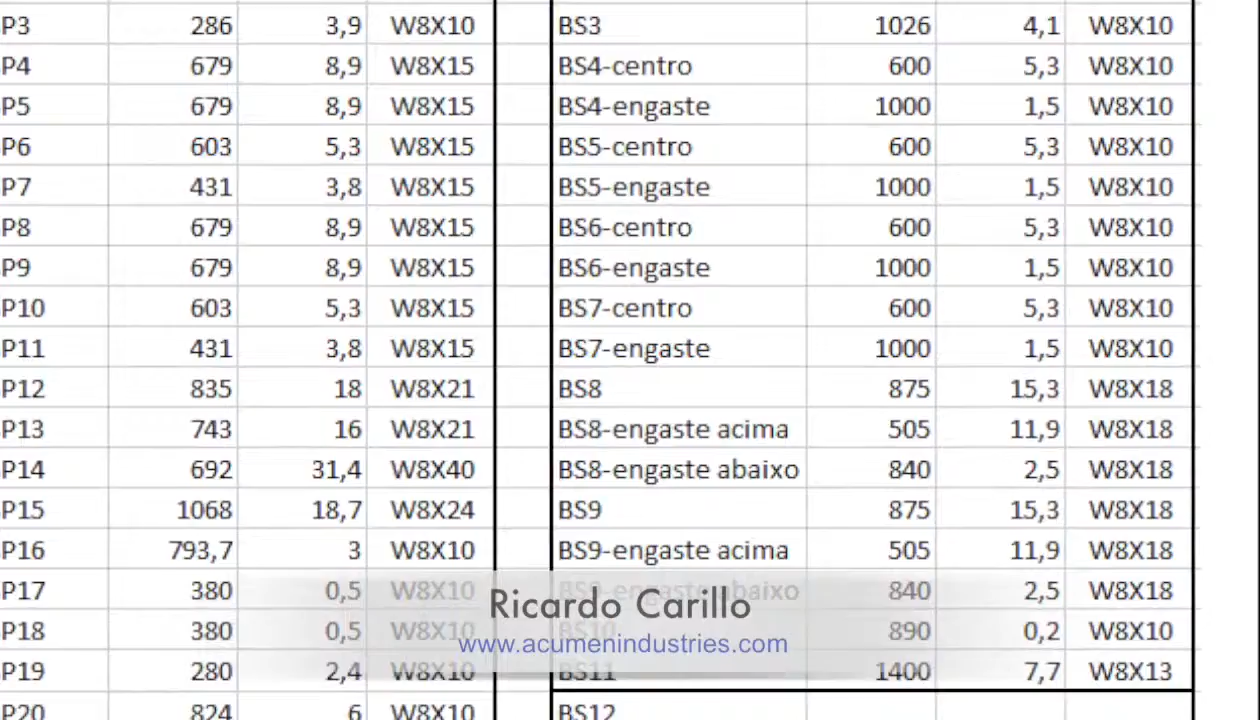 P3 286 3,9 W8X10 BS3 1026 4,1 W8X10
P4 679 8,9 W8X15 BS4-centro 600 5,3 W8X10
P5 679 8,9 W8X15 BS4-engaste 1000 1,5 W8X10
P6 603 5,3 W8X15 BS5-centro 600 5,3 W8X10
P7 431 3,8 W8X15 BS5-engaste 1000 1,5 W8X10
P8 679 8,9 W8X15 BS6-centro 600 5,3 W8X10
P9 679 8,9 W8X15 BS6-engaste 1000 1,5 W8X10
P10 603 5,3 W8X15 BS7-centro 600 5,3 W8X10
P11 431 3,8 W8X15 BS7-engaste 1000 1,5 W8X10
P12 835 18 W8X21 BS8 875 15,3 W8X18
P13 743 16 W8X21 BS8-engaste acima 505 11,9 W8X18
P14 692 31,4 W8X40 BS8-engaste abaixo 840 2,5 W8X18
P15 1068 18,7 W8X24 BS9 875 15,3 W8X18
P16 793,7 3 W8X10 BS9-engaste acima 505 11,9 W8X18
P17 380 0,5 W8X10 BS9-engaste abaixo 840 2,5 W8X18
Ricardo Carillo
P18 380 0,5 W8X10 BS10 890 0,2 W8X10
www.acumenindustries.com
P19 280 2,4 W8X10 BS11 1400 7,7 W8X13
P20 824 6 W8X10 BS12